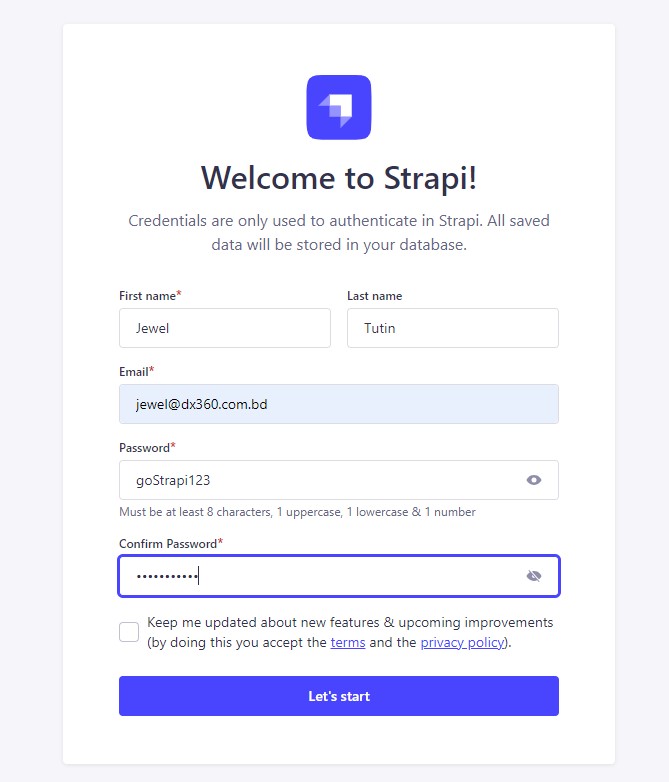 Welcome to Strapi!
Credentials are only used to authenticate in Strapi. All saved
data will be stored in your database.
First name*
Last name
Jewel
Tutin
Email*
jewel@dx360.com.bd
Password*
goStrapi123
Must be at least 8 characters, 1 uppercase, 1 lowercase & 1 number
Confirm Password*
•••••••••••
Keep me updated about new features & upcoming improvements
(by doing this you accept the terms and the privacy policy).
Let's start